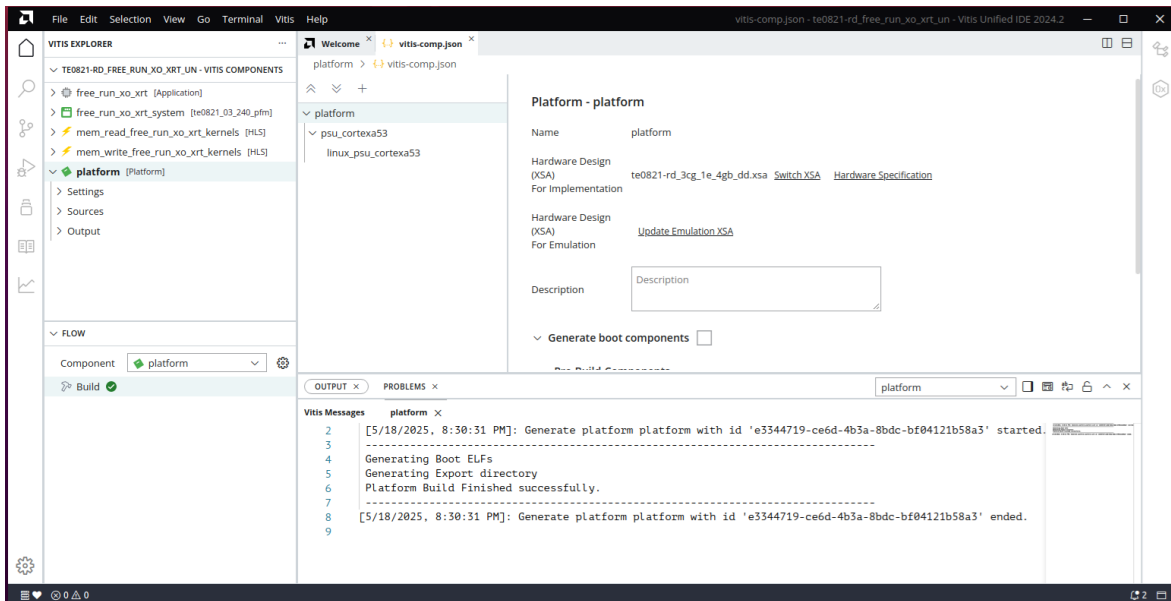 File Edit Selection View Go Terminal Vitis Help
vitis-comp.json - te0821-rd_free_run_xo_xrt_un - Vitis Unified IDE 2024.2
VITIS EXPLORER
TE0821-RD_FREE_RUN_XO_XRT_UN - VITIS COMPONENTS
free_run_xo_xrt [Application]
free_run_xo_xrt_system [te0821_03_240_pfm]
mem_read_free_run_xo_xrt_kernels [HLS]
mem_write_free_run_xo_xrt_kernels [HLS]
platform [Platform]
Settings
Sources
Output
FLOW
Component platform
Build
Welcome × vitis-comp.json ×
platform > {.} vitis-comp.json
platform
psu_cortexa53
linux_psu_cortexa53
Platform - platform
Name platform
Hardware Design
(XSA)
For Implementation
te0821-rd_3cg_1e_4gb_dd.xsa Switch XSA Hardware Specification
Hardware Design
(XSA)
For Emulation
Update Emulation XSA
Description Description
Generate boot components
OUTPUT × PROBLEMS ×
platform
Vitis Messages platform ×
2 [5/18/2025, 8:30:31 PM]: Generate platform platform with id 'e3344719-ce6d-4b3a-8bdc-bf04121b58a3' started.
3 --------------------------------------------------------------------------
4 Generating Boot ELFs
5 Generating Export directory
6 Platform Build Finished successfully.
7 --------------------------------------------------------------------------
8 [5/18/2025, 8:30:31 PM]: Generate platform platform with id 'e3344719-ce6d-4b3a-8bdc-bf04121b58a3' ended.
9
0 0
2